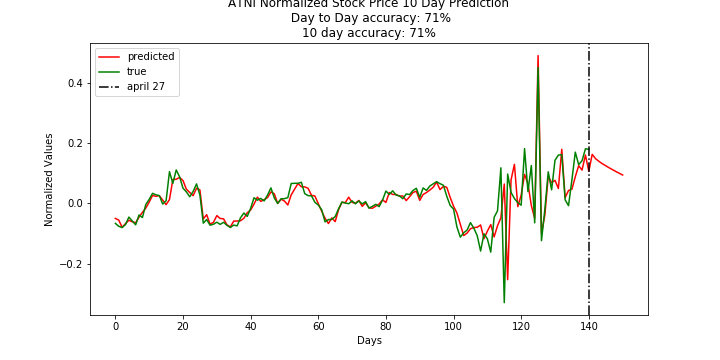 ATNI Normalized Stock Price 10 Day Prediction
Day to Day accuracy: 71%
10 day accuracy: 71%
predicted
true
april 27
Normalized Values
0.4
0.2
0.0
−0.2
0
20
40
60
80
100
120
140
Days